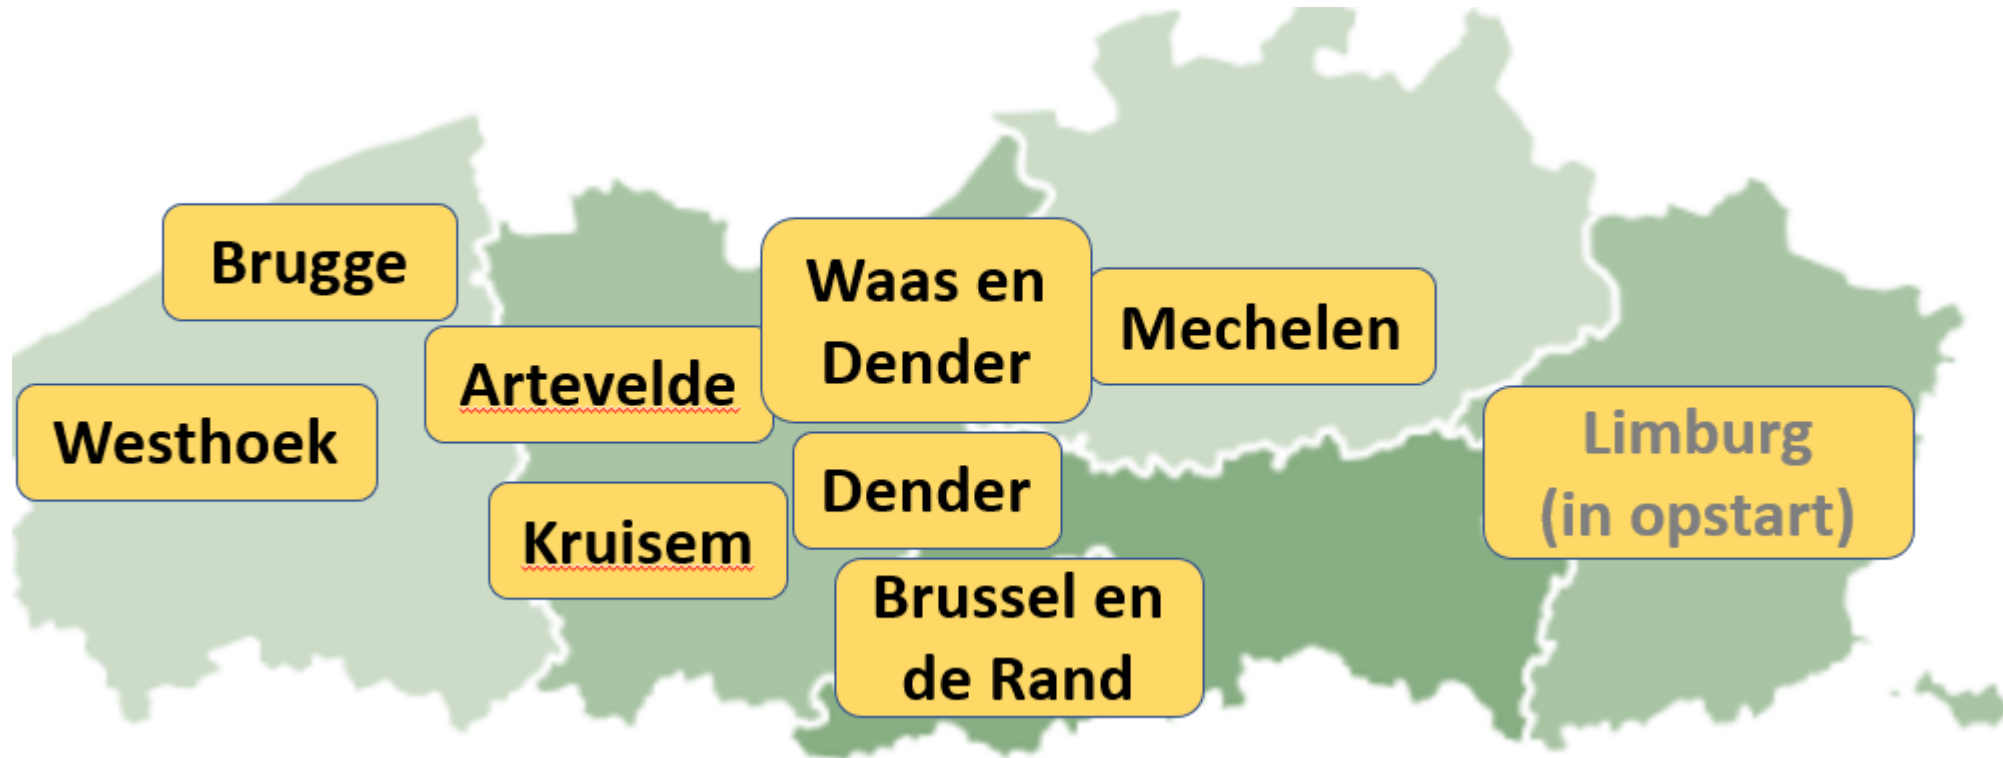 Brugge
Waas en
Dender
Mechelen
Artevelde
Westhoek
Limburg
(in opstart)
Dender
Kruisem
Brussel en
de Rand